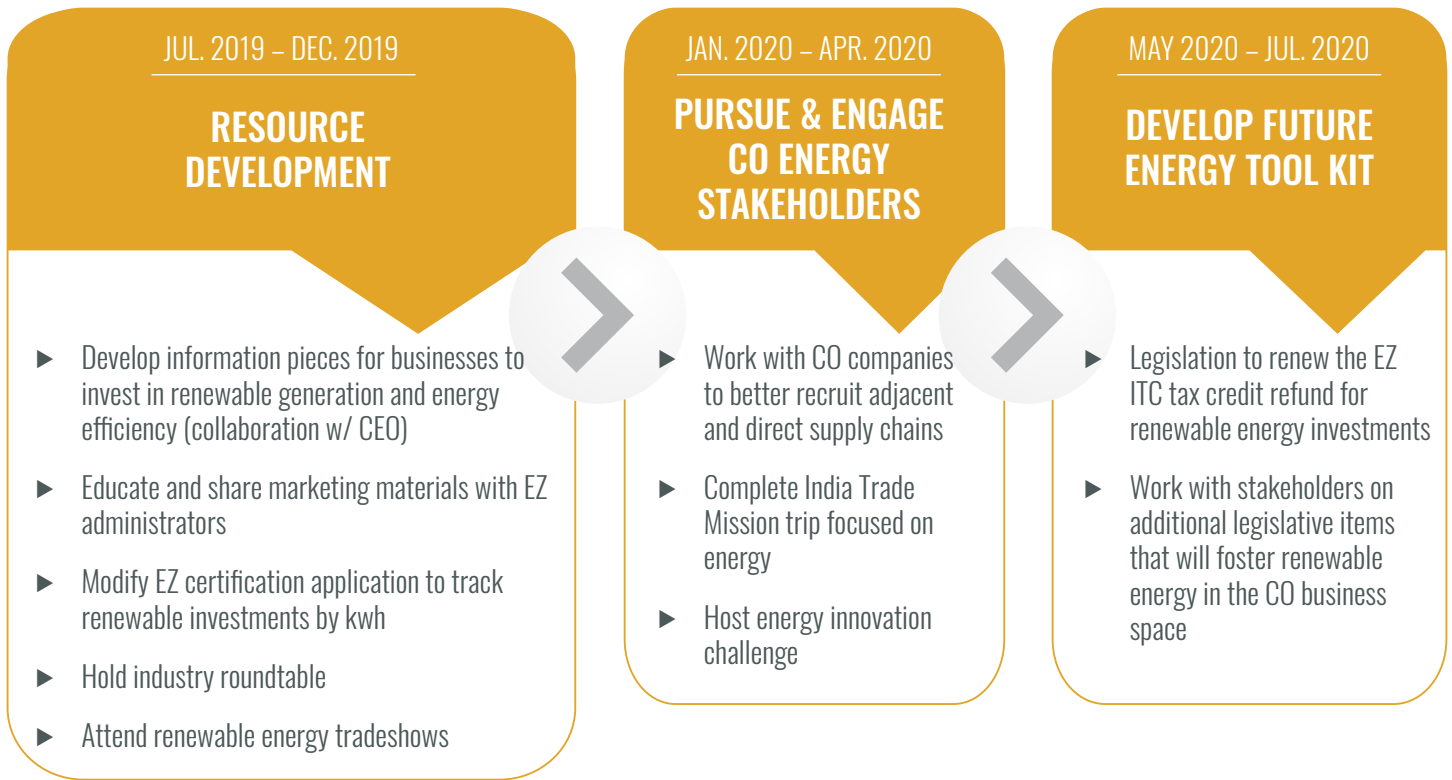 JUL. 2019 – DEC. 2019
RESOURCE
DEVELOPMENT
► Develop information pieces for businesses to
invest in renewable generation and energy
efficiency (collaboration w/ CEO)
► Educate and share marketing materials with EZ
administrators
► Modify EZ certification application to track
renewable investments by kwh
► Hold industry roundtable
► Attend renewable energy tradeshows
JAN. 2020 – APR. 2020
PURSUE & ENGAGE
CO ENERGY
STAKEHOLDERS
► Work with CO companies
to better recruit adjacent
and direct supply chains
► Complete India Trade
Mission trip focused on
energy
► Host energy innovation
challenge
MAY 2020 – JUL. 2020
DEVELOP FUTURE
ENERGY TOOL KIT
► Legislation to renew the EZ
ITC tax credit refund for
renewable energy investments
► Work with stakeholders on
additional legislative items
that will foster renewable
energy in the CO business
space